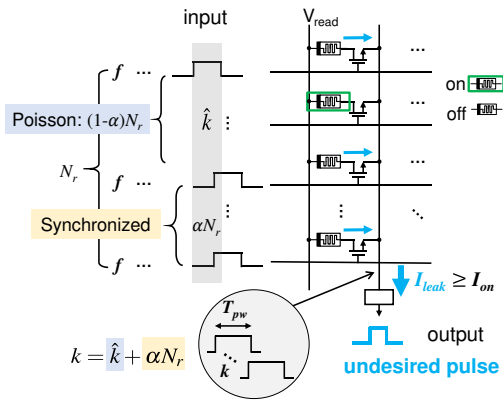 input
V_read
f ...
...
on
Poisson: (1-α)N_r
k̂
...
off
N_r
f ...
...
Synchronized
αN_r
...
...
f ...
...
I_leak ≥ I_on
T_pw
k
output
k = k̂ + αN_r
undesired pulse